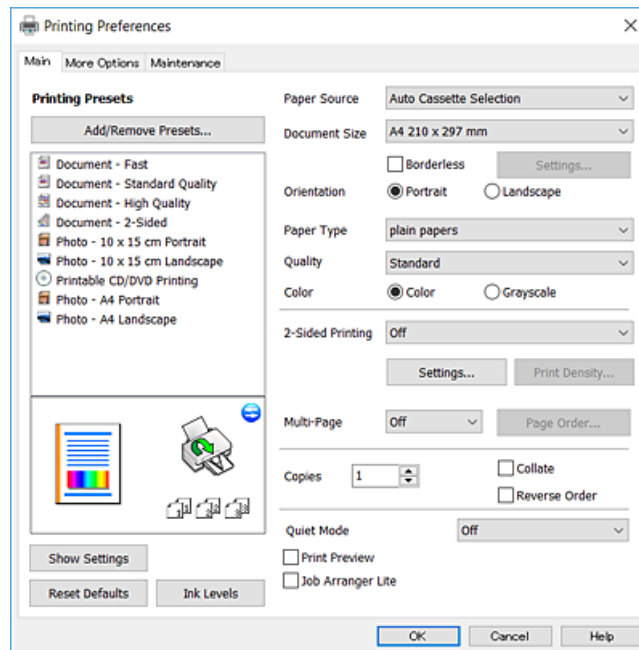 Printing Preferences
Main More Options Maintenance
Printing Presets
Add/Remove Presets...
Document - Fast
Document - Standard Quality
Document - High Quality
Document - 2-Sided
Photo - 10 x 15 cm Portrait
Photo - 10 x 15 cm Landscape
Printable CD/DVD Printing
Photo - A4 Portrait
Photo - A4 Landscape
Show Settings
Reset Defaults Ink Levels
Paper Source Auto Cassette Selection
Document Size A4 210 x 297 mm
Borderless Settings...
Orientation Portrait Landscape
Paper Type plain papers
Quality Standard
Color Color Grayscale
2-Sided Printing Off
Settings... Print Density...
Multi-Page Off Page Order...
Copies 1 Collate
Reverse Order
Quiet Mode Off
Print Preview
Job Arranger Lite
OK Cancel Help